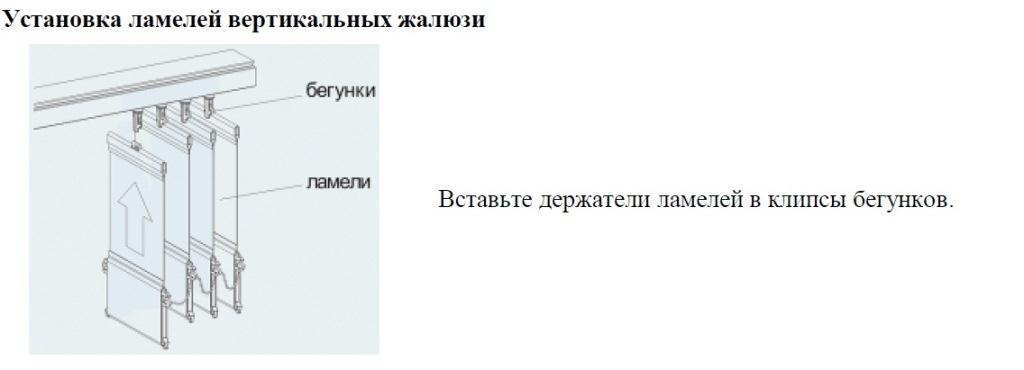 Установка ламелей вертикальных жалюзи
бегунки
ламели
Вставьте держатели ламелей в клипсы бегунков.